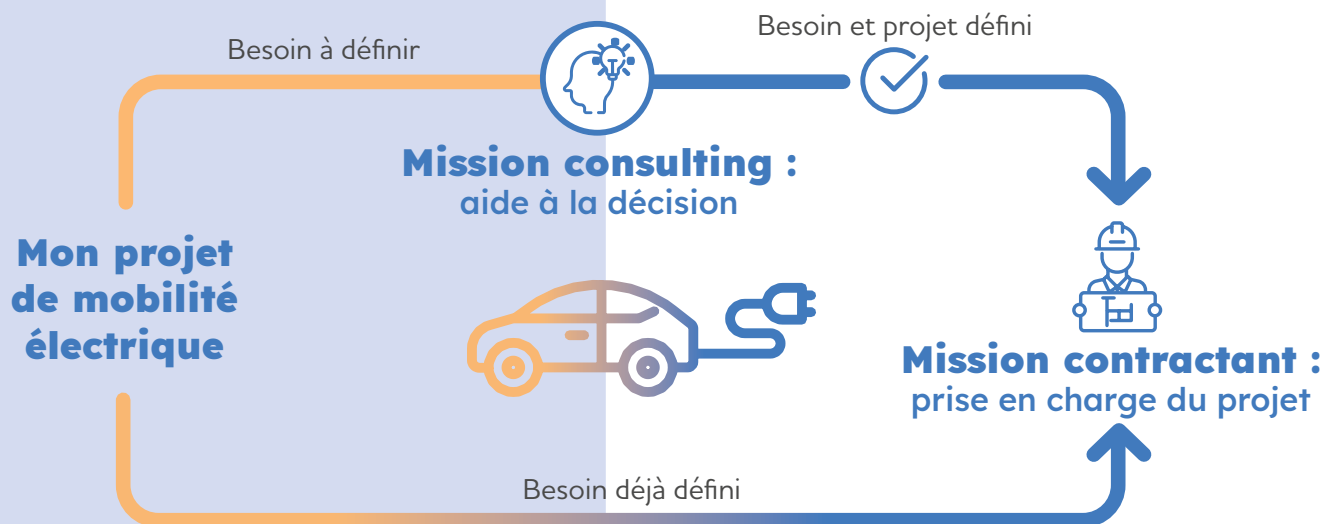 Besoin à définir
Besoin et projet défini
Mission consulting :
aide à la décision
Mon projet
de mobilité
électrique
Mission contractant :
prise en charge du projet
Besoin déjà défini